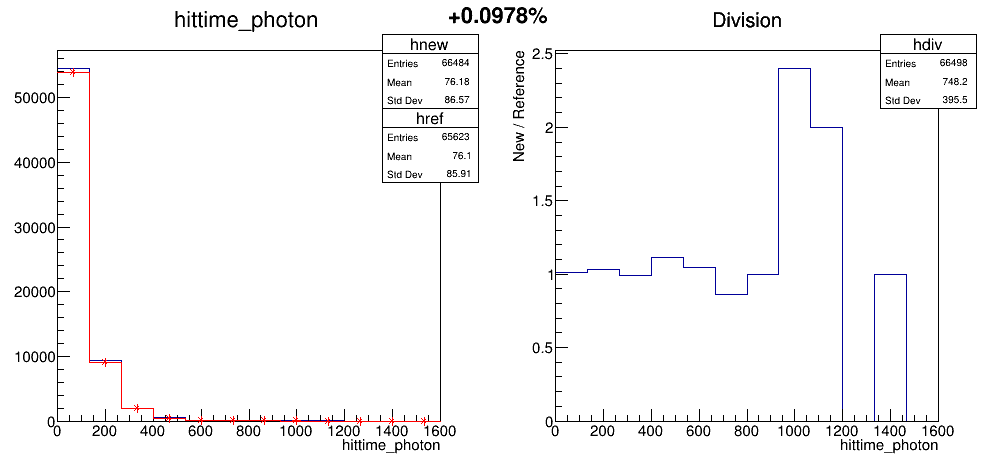 +0.0978%
hittime_photon
hnew
Entries 66484
Mean 76.18
Std Dev 86.57
href
Entries 65623
Mean 76.1
Std Dev 85.91
50000
40000
30000
20000
10000
0
0 200 400 600 800 1000 1200 1400 1600
hittime_photon
Division
hdiv
Entries 66498
Mean 748.2
Std Dev 395.5
New / Reference
2.5
2
1.5
1
0.5
0
0 200 400 600 800 1000 1200 1400 1600
hittime_photon